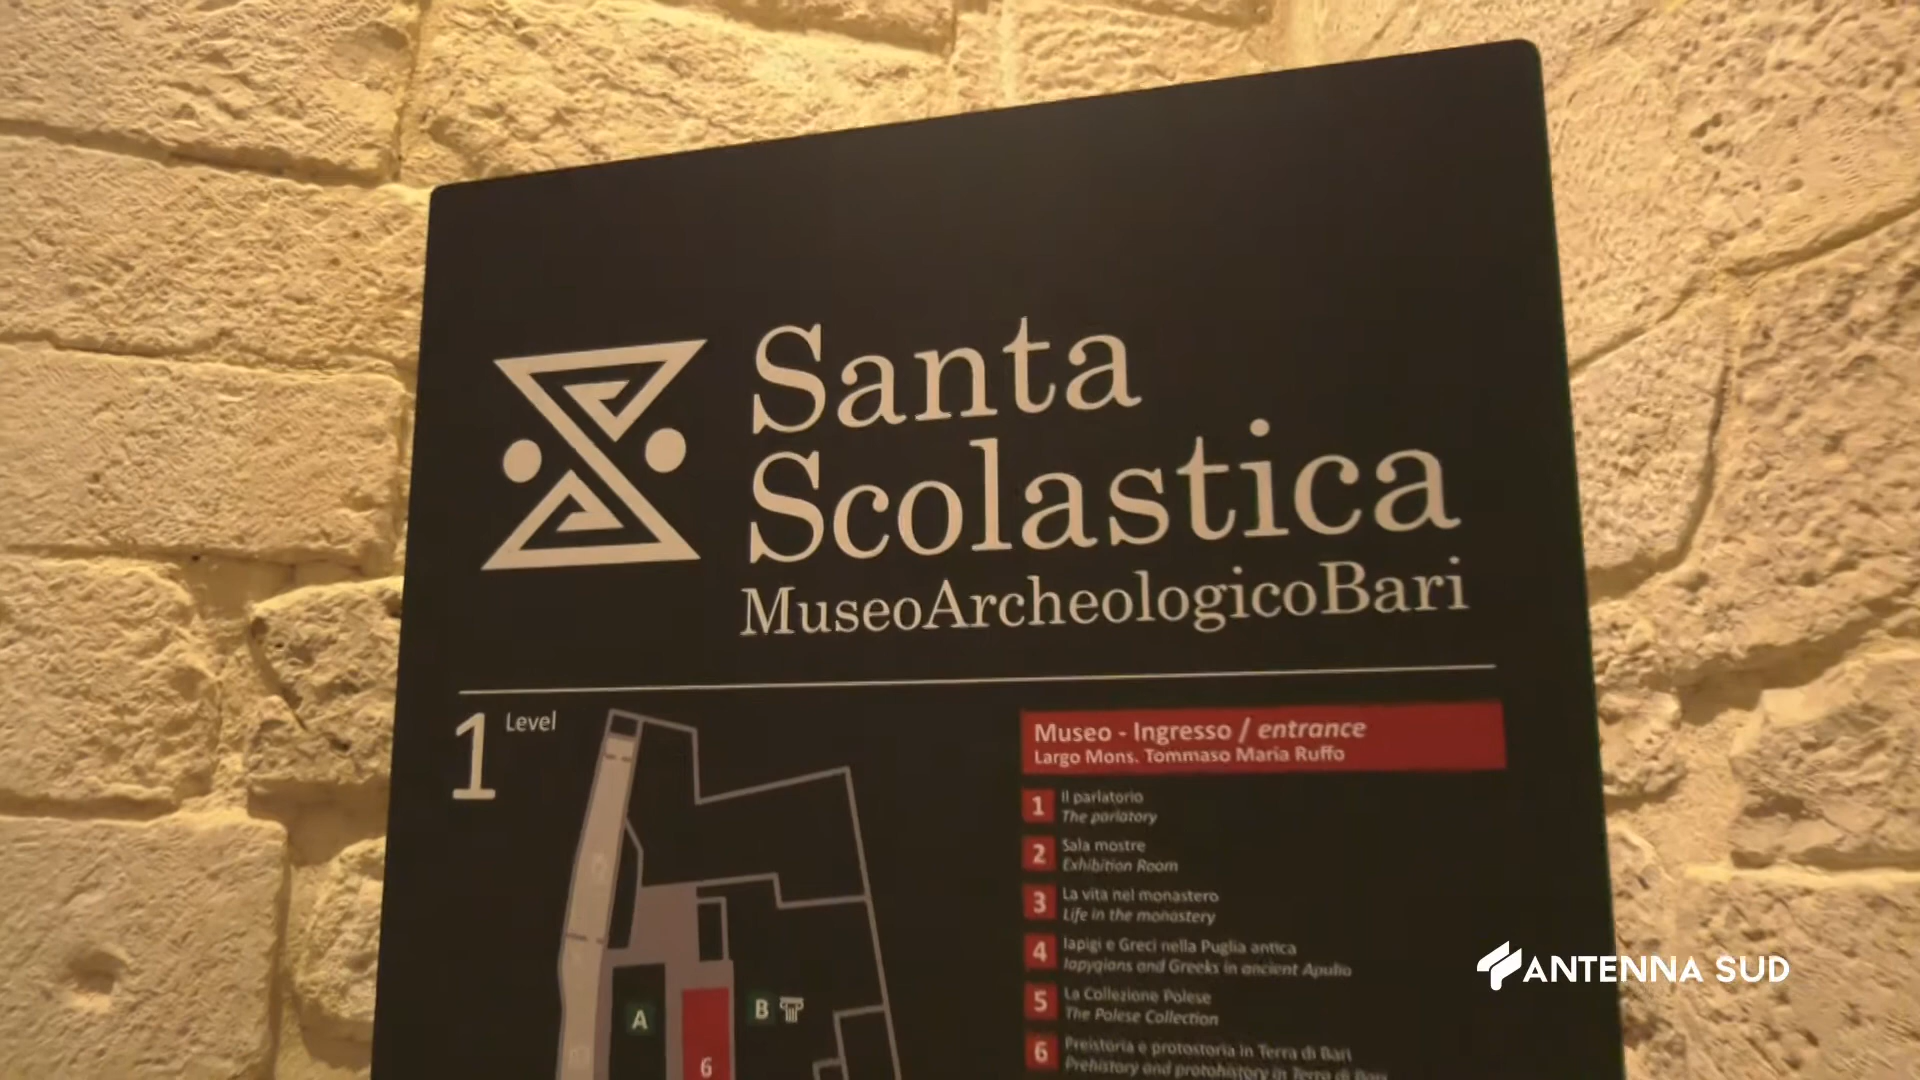 Santa
Scolastica
MuseoArcheologicoBari
1 Level
Museo - Ingresso / entrance
Largo Mons. Tommaso Maria Ruffo
1 Il parlatorio
The parlatory
2 Sala mostre
Exhibition Room
3 La vita nel monastero
Life in the monastery
4 Iapigi e Greci nella Puglia antica
Iapygians and Greeks in ancient Apulia
5 La Collezione Polese
The Polese Collection
6 Preistoria e protostoria in Terra di Bari
Prehistory and protohistory in Terra di Bari
A
B
6
ANTENNA SUD